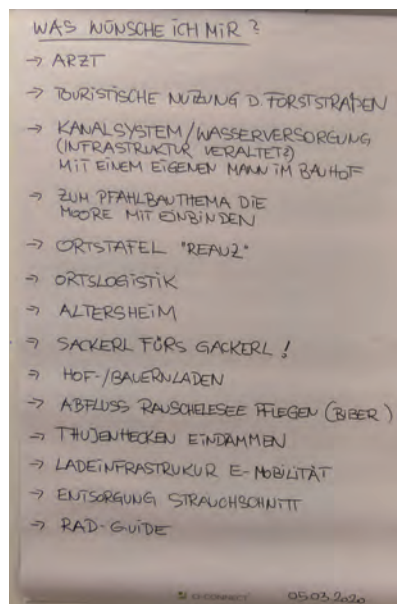 WAS WÜNSCHE ICH MIR?
→ ARZT
→ TOURISTISCHE NUTZUNG D. FORSTSTRAßEN
→ KANALSYSTEM/WASSERVERSORGUNG
(INFRASTRUKTUR VERALTET?)
MIT EINEM EIGENEN MANN IM BAUHOF
→ ZUM PFAHLBAUTHEMA DIE
MOORE MIT EINBINDEN
→ ORTSTAFEL "REAUZ"
→ ORTSLOGISTIK
→ ALTERSHEIM
→ SACKERL FÜRS GACKERL!
→ HOF-/BAUERNLADEN
→ ABFLUSS RAUSCHELESEE PFLEGEN (BIBER)
→ THUJENHECKEN EINDÄMMEN
→ LADEINFRASTRUKUR E-MOBILITÄT
→ ENTSORGUNG STRAUCHSCHNITT
→ RAD-GUIDE
Q-CONNECT 05.03.2020